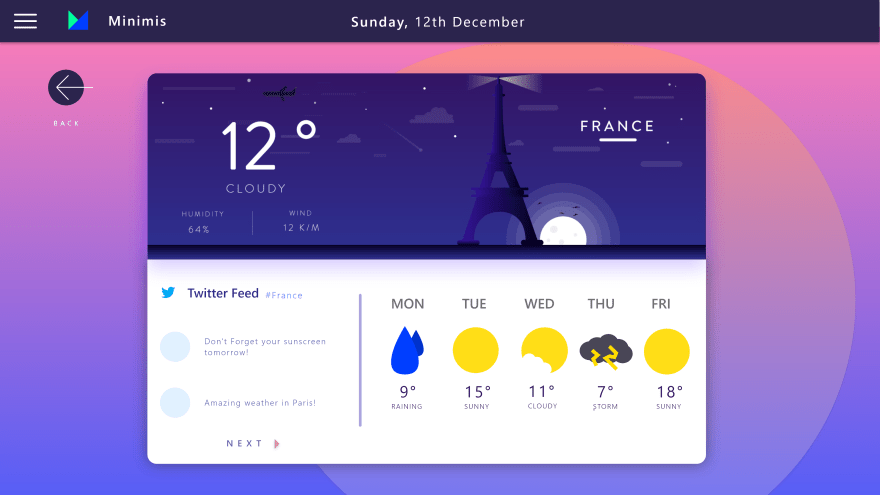 Minimis
Sunday, 12th December
BACK
12°
CLOUDY
HUMIDITY
64%
WIND
12 K/M
FRANCE
Twitter Feed #France
Don't Forget your sunscreen
tomorrow!
Amazing weather in Paris!
NEXT
MON TUE WED THU FRI
9° 15° 11° 7° 18°
RAINING SUNNY CLOUDY STORM SUNNY